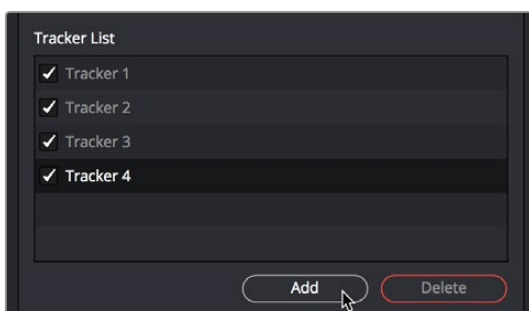 Tracker List
Tracker 1
Tracker 2
Tracker 3
Tracker 4
Add Delete